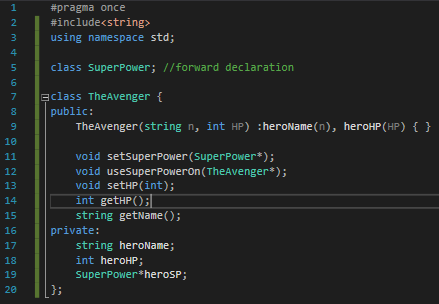 1 #pragma once
2 #include<string>
3 using namespace std;
4
5 class SuperPower; //forward declaration
6
7 class TheAvenger {
8 public:
9 TheAvenger(string n, int HP) :heroName(n), heroHP(HP) { }
10
11 void setSuperPower(SuperPower*);
12 void useSuperPowerOn(TheAvenger*);
13 void setHP(int);
14 int getHP();
15 string getName();
16 private:
17 string heroName;
18 int heroHP;
19 SuperPower*heroSP;
20 };